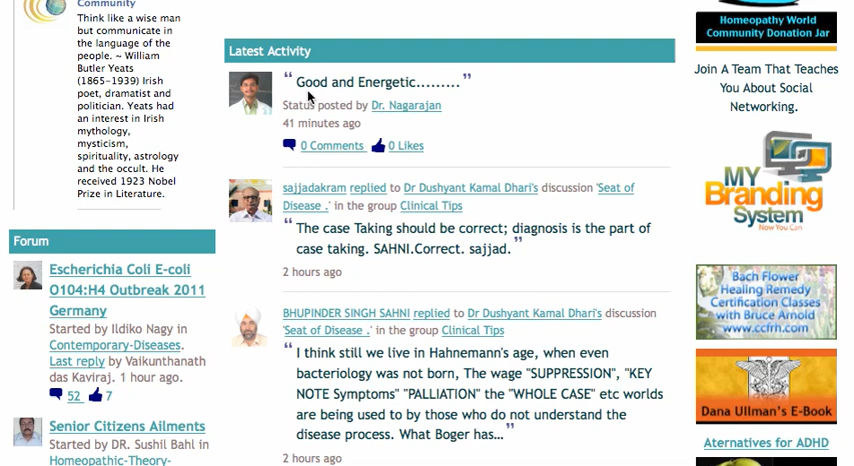 Community
Think like a wise man
but communicate in
the language of the
people. ~ William
Butler Yeats
(1865-1939) Irish
poet, dramatist and
politician. Yeats had
an interest in Irish
mythology,
mysticism,
spirituality, astrology
and the occult. He
received 1923 Nobel
Prize in Literature.
Forum
Escherichia Coli E-coli
O104:H4 Outbreak 2011
Germany
Started by Ildiko Nagy in
Contemporary-Diseases.
Last reply by Vaikunthanath
das Kaviraj. 1 hour ago.
52 7
Senior Citizens Ailments
Started by DR. Sushil Bahl in
Homeopathic-Theory-
Latest Activity
“ Good and Energetic......... ”
Status posted by Dr. Nagarajan
41 minutes ago
0 Comments 0 Likes
sajjadakram replied to Dr Dushyant Kamal Dhari's discussion 'Seat of
Disease .' in the group Clinical Tips
“ The case Taking should be correct; diagnosis is the part of
case taking. SAHNI.Correct. sajjad. ”
2 hours ago
BHUPINDER SINGH SAHNI replied to Dr Dushyant Kamal Dhari's discussion
'Seat of Disease .' in the group Clinical Tips
“ I think still we live in Hahnemann's age, when even
bacteriology was not born, The wage "SUPPRESSION", "KEY
NOTE Symptoms" "PALLIATION" the "WHOLE CASE" etc worlds
are being used to by those who do not understand the
disease process. What Boger has... ”
2 hours ago
Homeopathy World
Community Donation Jar
Join A Team That Teaches
You About Social
Networking.
MY
Branding
System
Now You Can
Bach Flower
Healing Remedy
Certification Classes
with Bruce Arnold
www.ccfrh.com
Dana Ullman's E-Book
Aternatives for ADHD